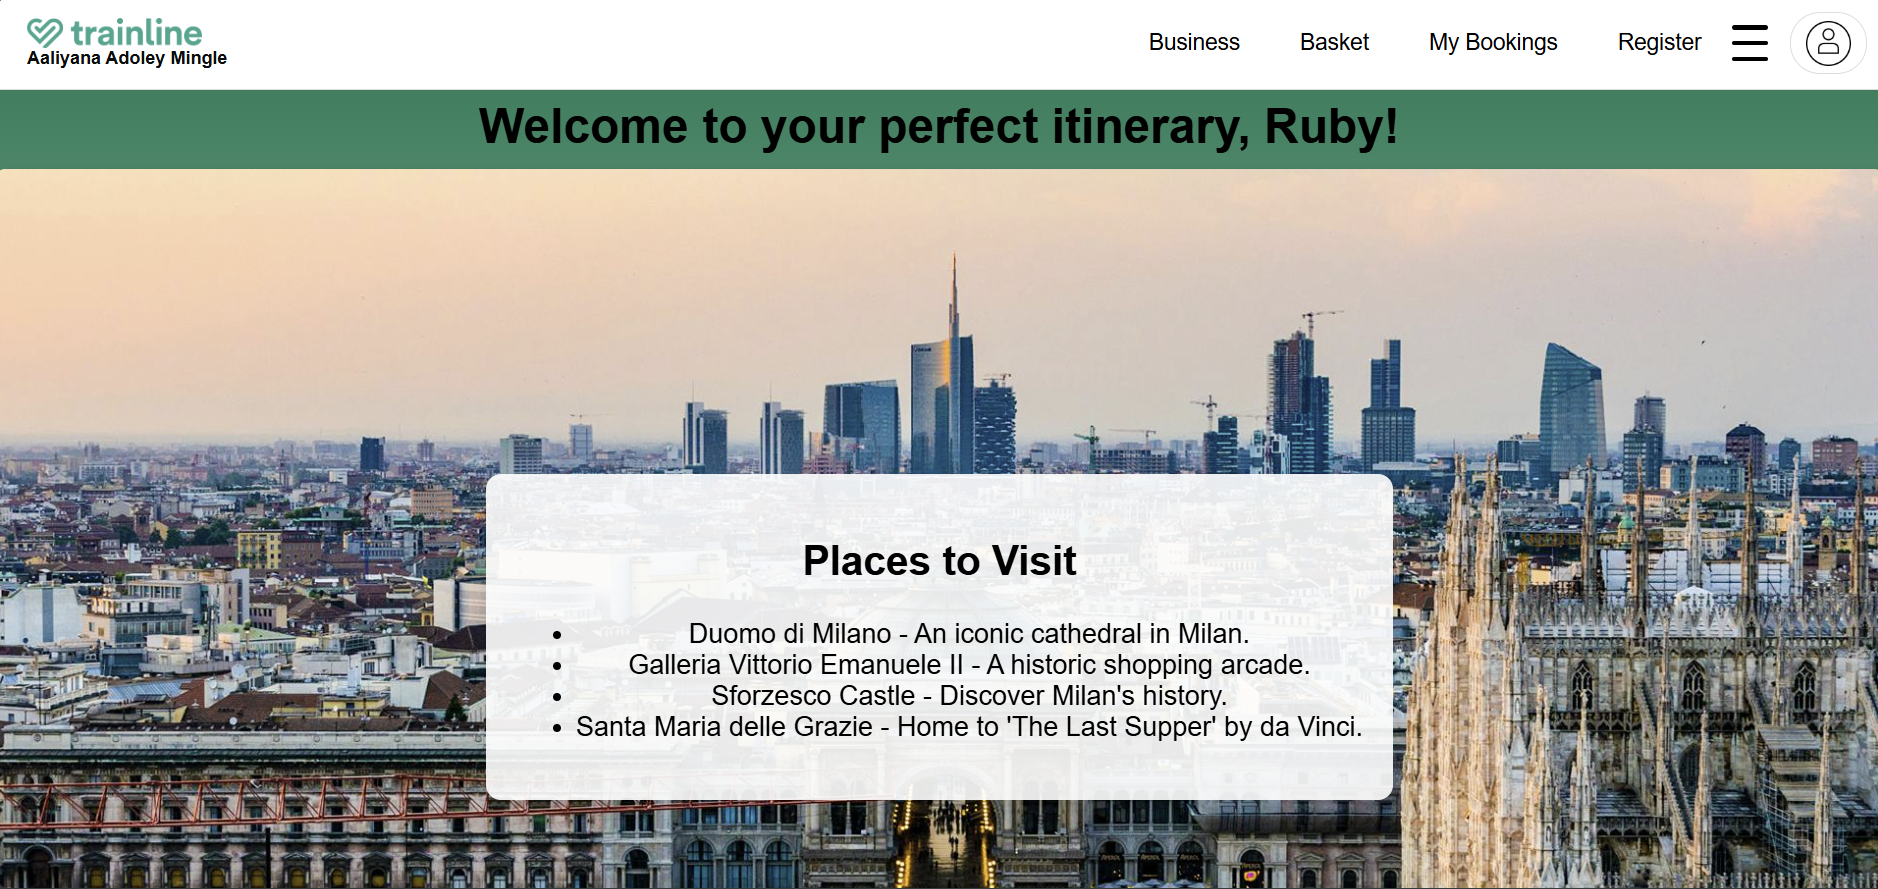 trainline
Aaliyana Adoley Mingle
Business
Basket
My Bookings
Register
Welcome to your perfect itinerary, Ruby!
Places to Visit
• Duomo di Milano - An iconic cathedral in Milan.
• Galleria Vittorio Emanuele II - A historic shopping arcade.
• Sforzesco Castle - Discover Milan's history.
• Santa Maria delle Grazie - Home to 'The Last Supper' by da Vinci.